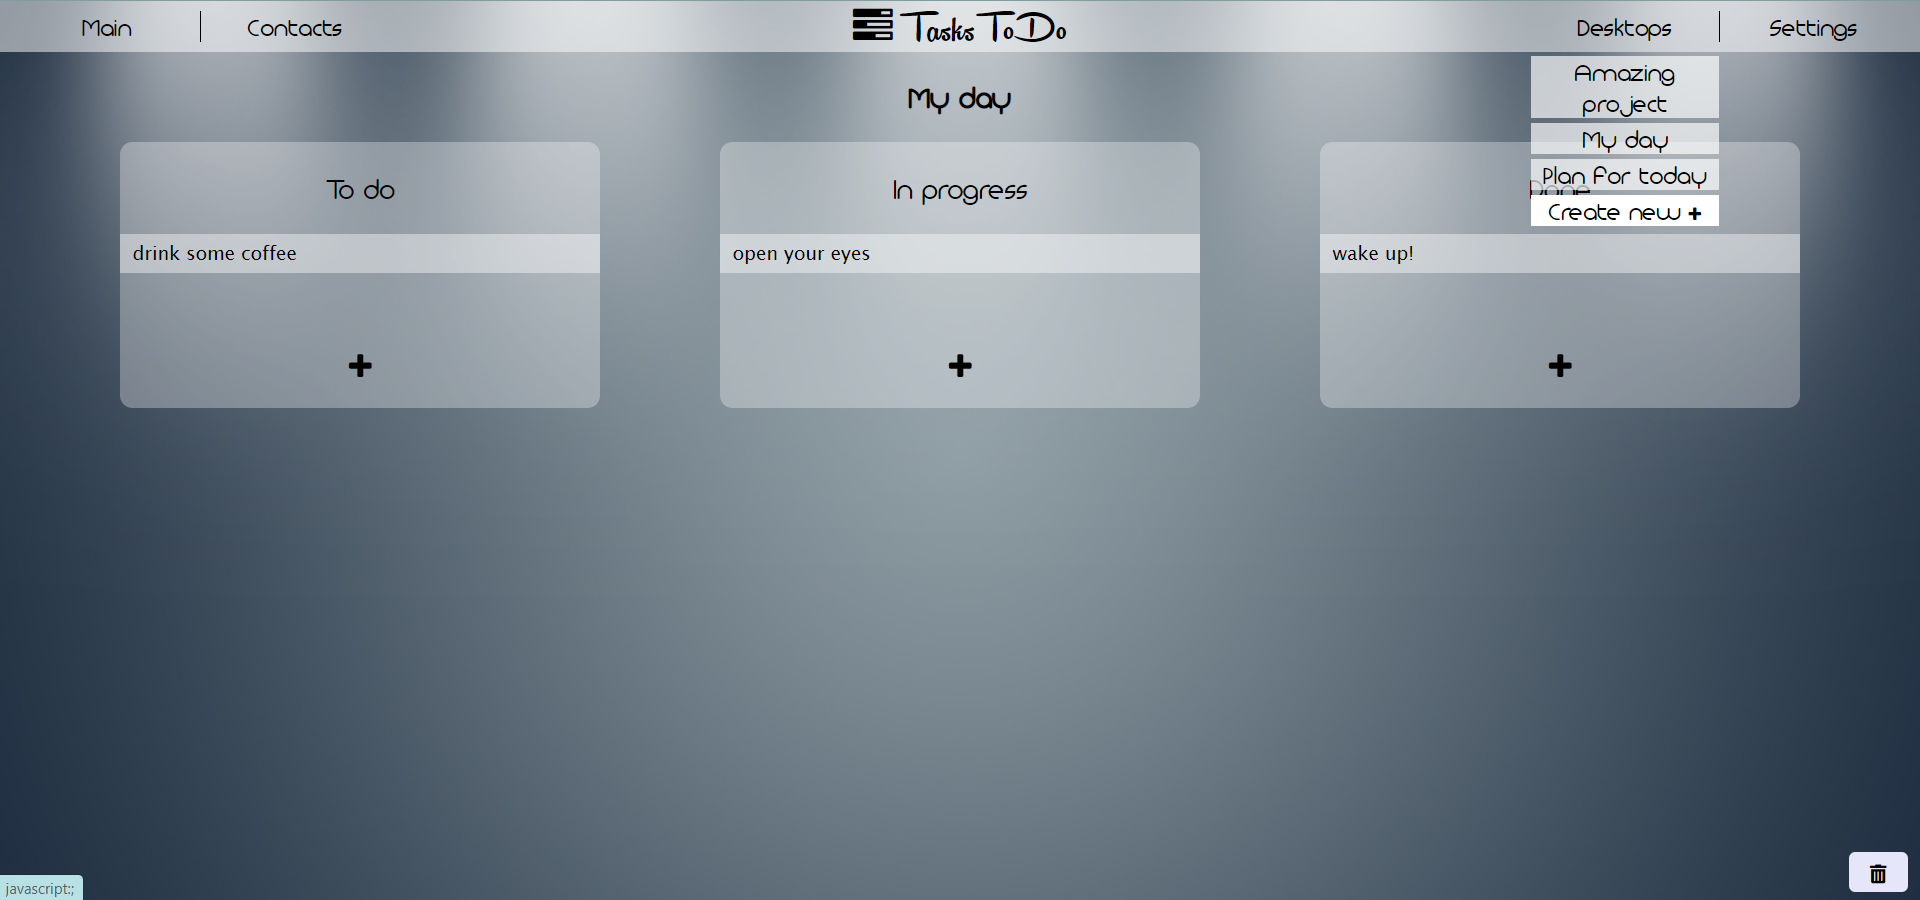 Main
Contacts
Tasks ToDo
Desktops
Settings
Amazing
project
My day
Plan for today
Create new +
My day
To do
drink some coffee
+
In progress
open your eyes
+
Done
wake up!
+
javascript:;